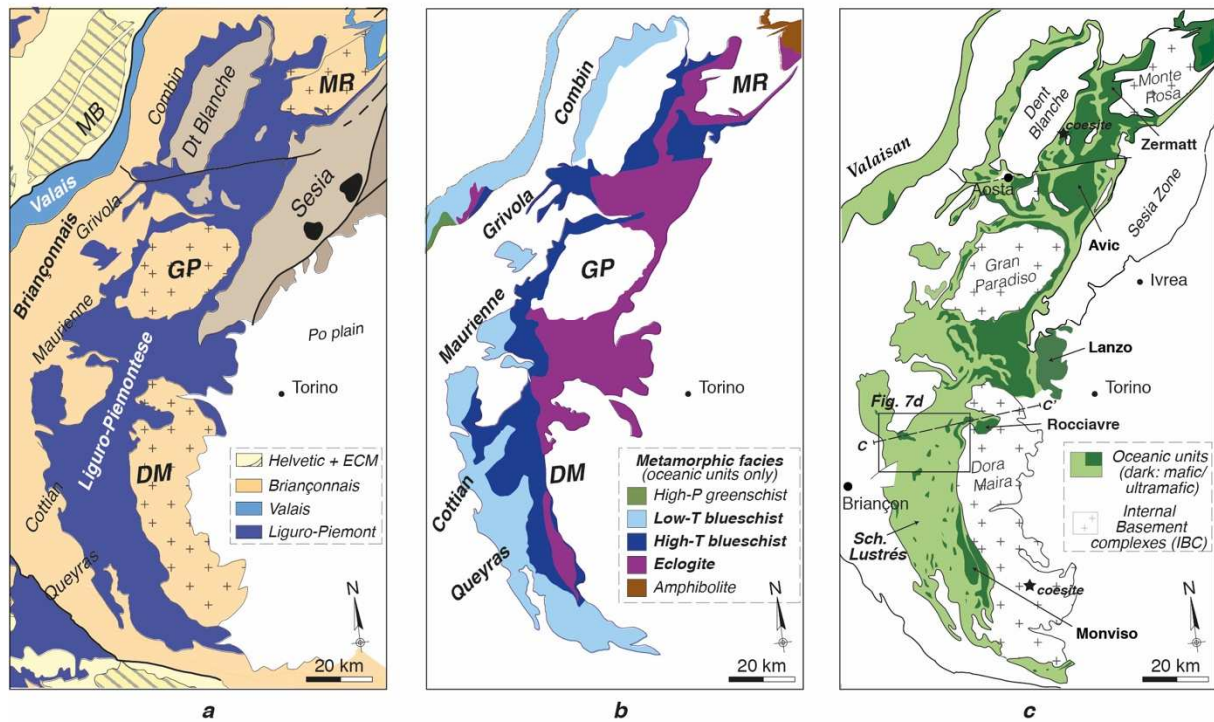 MB
Combin
Dt Blanche
MR
Valais
Sesia
Grivola
Briançonnais
GP
Maurienne
Po plain
Torino
Liguro-Piemontese
DM
Cottian
Queyras
Helvetic + ECM
Briançonnais
Valais
Liguro-Piemont
N
20 km
a
MR
Combin
Grivola
GP
Maurienne
Torino
DM
Cottian
Queyras
Metamorphic facies
(oceanic units only)
High-P greenschist
Low-T blueschist
High-T blueschist
Eclogite
Amphibolite
N
20 km
b
Monte
Rosa
Dent
Blanche
coesite
Zermatt
Valaisan
Aosta
Sesia Zone
Avic
Gran
Paradiso
Ivrea
Lanzo
Torino
Fig. 7d
C'
C
Rocciavre
Dora
Maira
Briançon
Oceanic units
(dark: mafic/
ultramafic)
Internal
Basement
complexes (IBC)
Sch.
Lustrés
coesite
Monviso
N
20 km
c